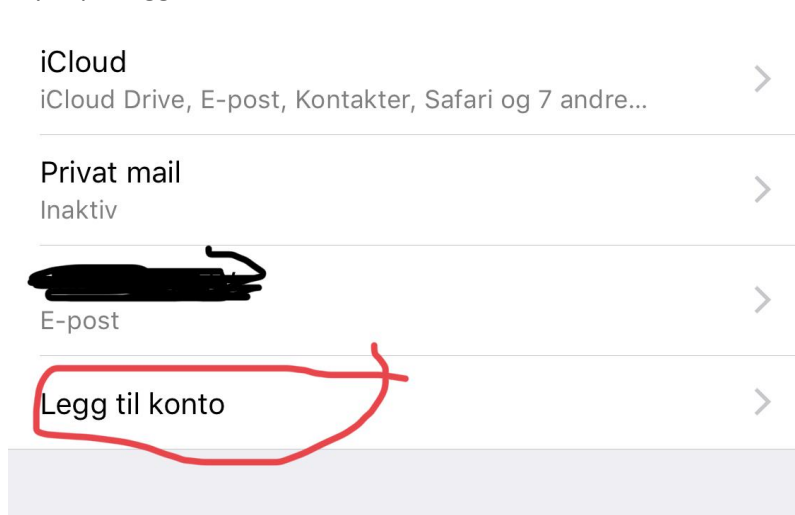 iCloud
iCloud Drive, E-post, Kontakter, Safari og 7 andre...
Privat mail
Inaktiv
E-post
Legg til konto